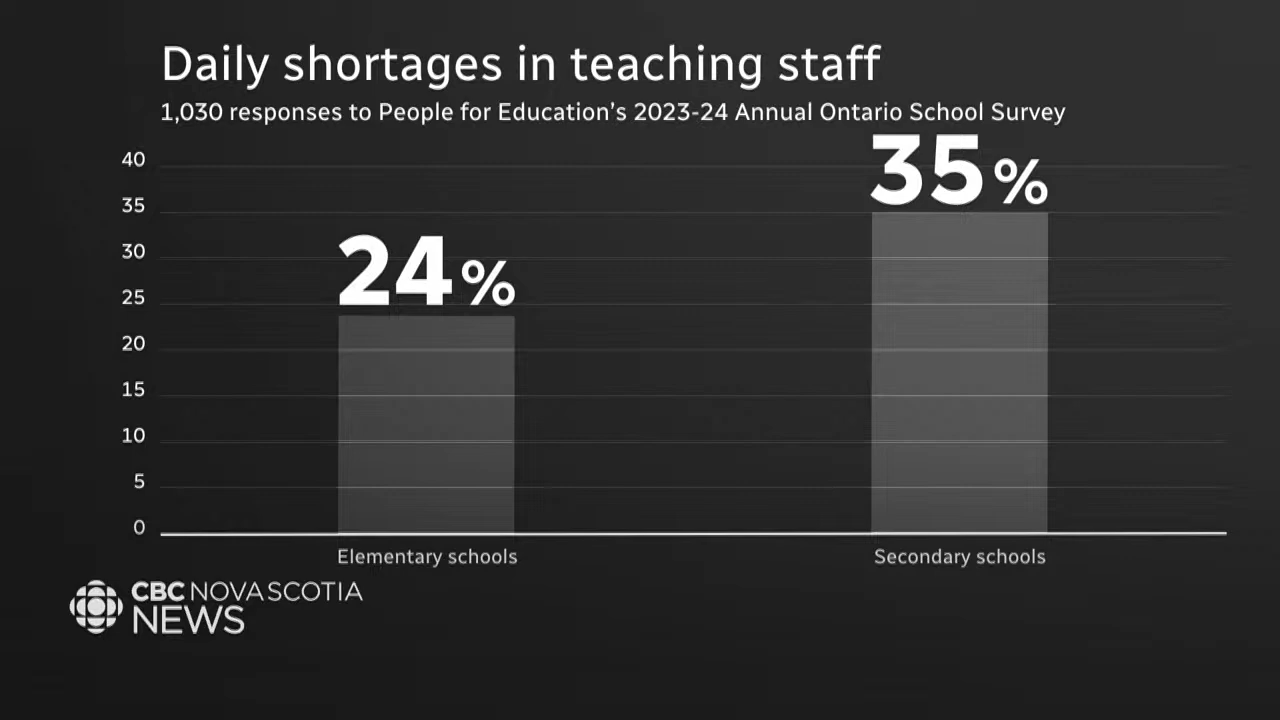 Daily shortages in teaching staff
1,030 responses to People for Education's 2023-24 Annual Ontario School Survey
40
35
30
25
20
15
10
5
0
24%
35%
Elementary schools
Secondary schools
CBC NOVA SCOTIA
NEWS